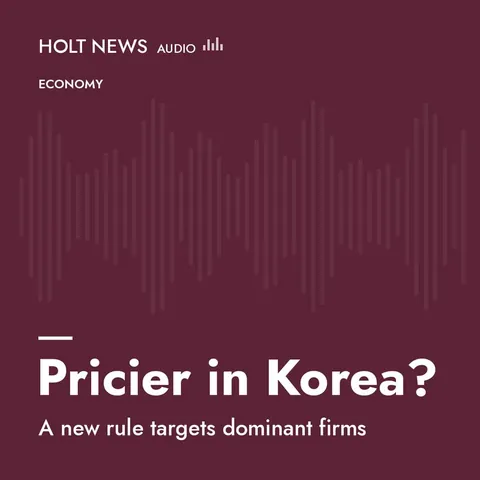 HOLT NEWS AUDIO
ECONOMY
Pricier in Korea?
A new rule targets dominant firms